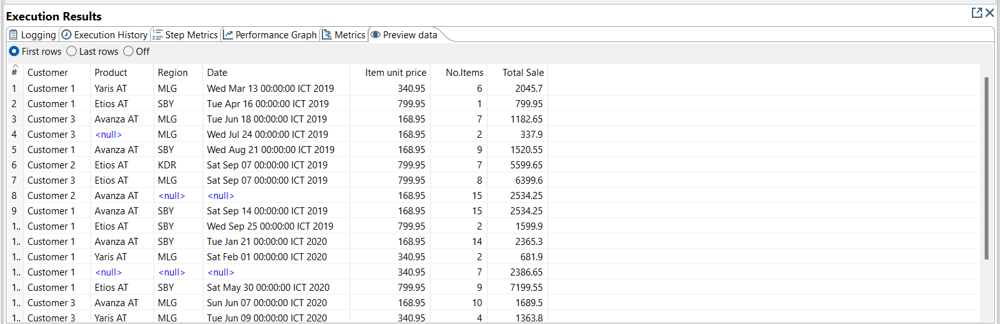 Execution Results
Logging Execution History Step Metrics Performance Graph Metrics Preview data
First rows Last rows Off
# Customer Product Region Date Item unit price No.Items Total Sale
1 Customer 1 Yaris AT MLG Wed Mar 13 00:00:00 ICT 2019 340.95 6 2045.7
2 Customer 1 Etios AT SBY Tue Apr 16 00:00:00 ICT 2019 799.95 1 799.95
3 Customer 3 Avanza AT MLG Tue Jun 18 00:00:00 ICT 2019 168.95 7 1182.65
4 Customer 3 <null> MLG Wed Jul 24 00:00:00 ICT 2019 168.95 2 337.9
5 Customer 1 Avanza AT SBY Wed Aug 21 00:00:00 ICT 2019 168.95 9 1520.55
6 Customer 2 Etios AT KDR Sat Sep 07 00:00:00 ICT 2019 799.95 7 5599.65
7 Customer 3 Etios AT MLG Sat Sep 07 00:00:00 ICT 2019 799.95 8 6399.6
8 Customer 2 Avanza AT <null> <null> 168.95 15 2534.25
9 Customer 1 Avanza AT SBY Sat Sep 14 00:00:00 ICT 2019 168.95 15 2534.25
1.. Customer 1 Etios AT SBY Wed Sep 25 00:00:00 ICT 2019 799.95 2 1599.9
1.. Customer 1 Avanza AT SBY Tue Jan 21 00:00:00 ICT 2020 168.95 14 2365.3
1.. Customer 1 Yaris AT MLG Sat Feb 01 00:00:00 ICT 2020 340.95 2 681.9
1.. Customer 1 <null> <null> <null> 340.95 7 2386.65
1.. Customer 1 Etios AT SBY Sat May 30 00:00:00 ICT 2020 799.95 9 7199.55
1.. Customer 3 Avanza AT MLG Sun Jun 07 00:00:00 ICT 2020 168.95 10 1689.5
1.. Customer 3 Yaris AT MLG Tue Jun 09 00:00:00 ICT 2020 340.95 4 1363.8